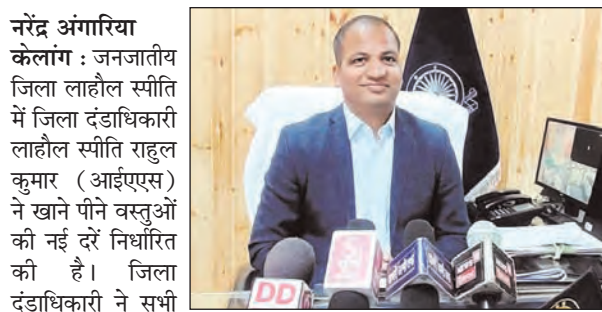 नरेंद्र अंगारिया
केलांग : जनजातीय
जिला लाहौल स्पीति
में जिला दंडाधिकारी
लाहौल स्पीति राहुल
कुमार (आईएएस)
ने खाने पीने वस्तुओं
की नई दरें निर्धारित
की है। जिला
दंडाधिकारी ने सभी
DD